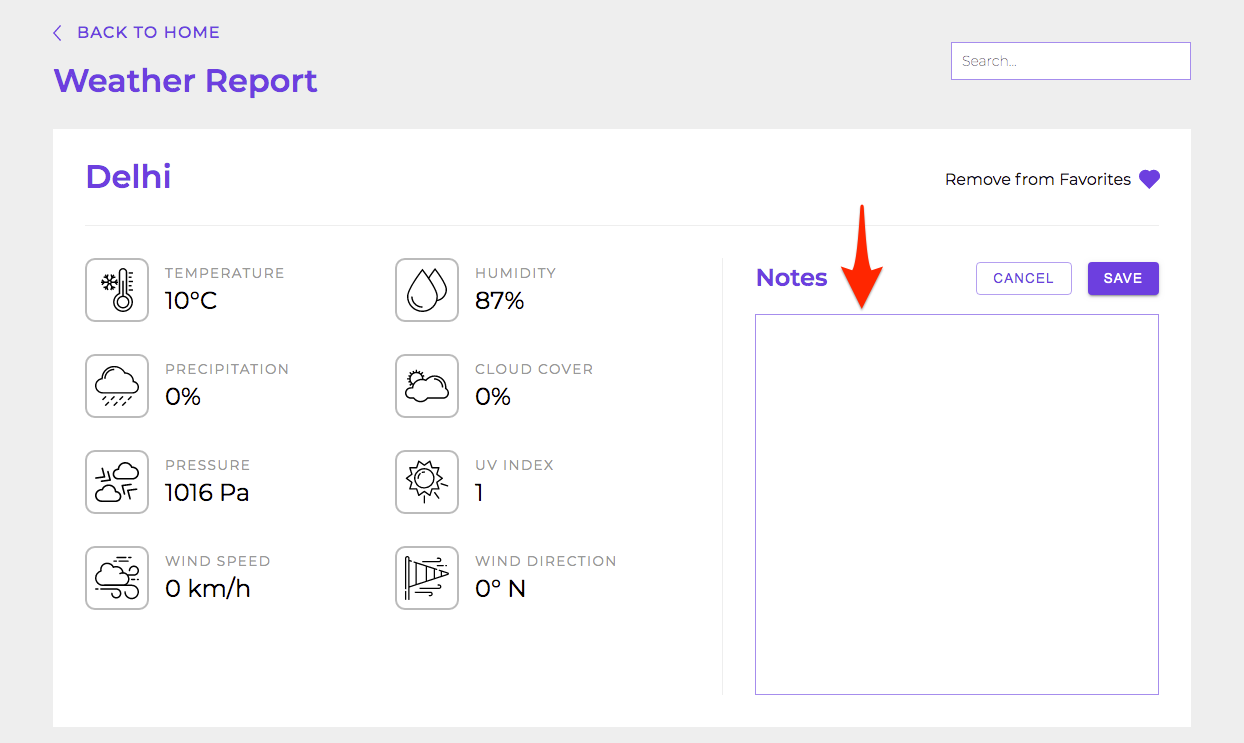 BACK TO HOME
Weather Report
Search...
Delhi
Remove from Favorites
TEMPERATURE
10°C
HUMIDITY
87%
PRECIPITATION
0%
CLOUD COVER
0%
PRESSURE
1016 Pa
UV INDEX
1
WIND SPEED
0 km/h
WIND DIRECTION
0° N
Notes
CANCEL
SAVE